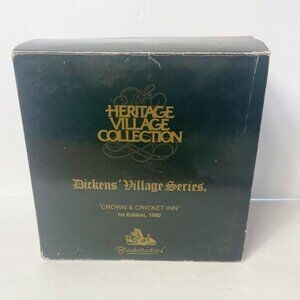 The
HERITAGE
VILLAGE
COLLECTION
Dickens' Village Series®
"CROWN & CRICKET INN"
1st Edition, 1992